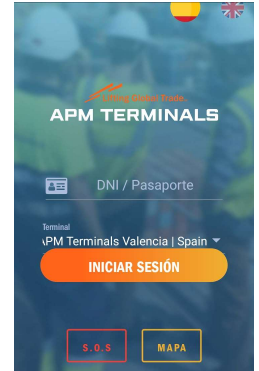 Lifting Global Trade.
APM TERMINALS
DNI / Pasaporte
Terminal
APM Terminals Valencia | Spain
INICIAR SESIÓN
S.O.S
MAPA